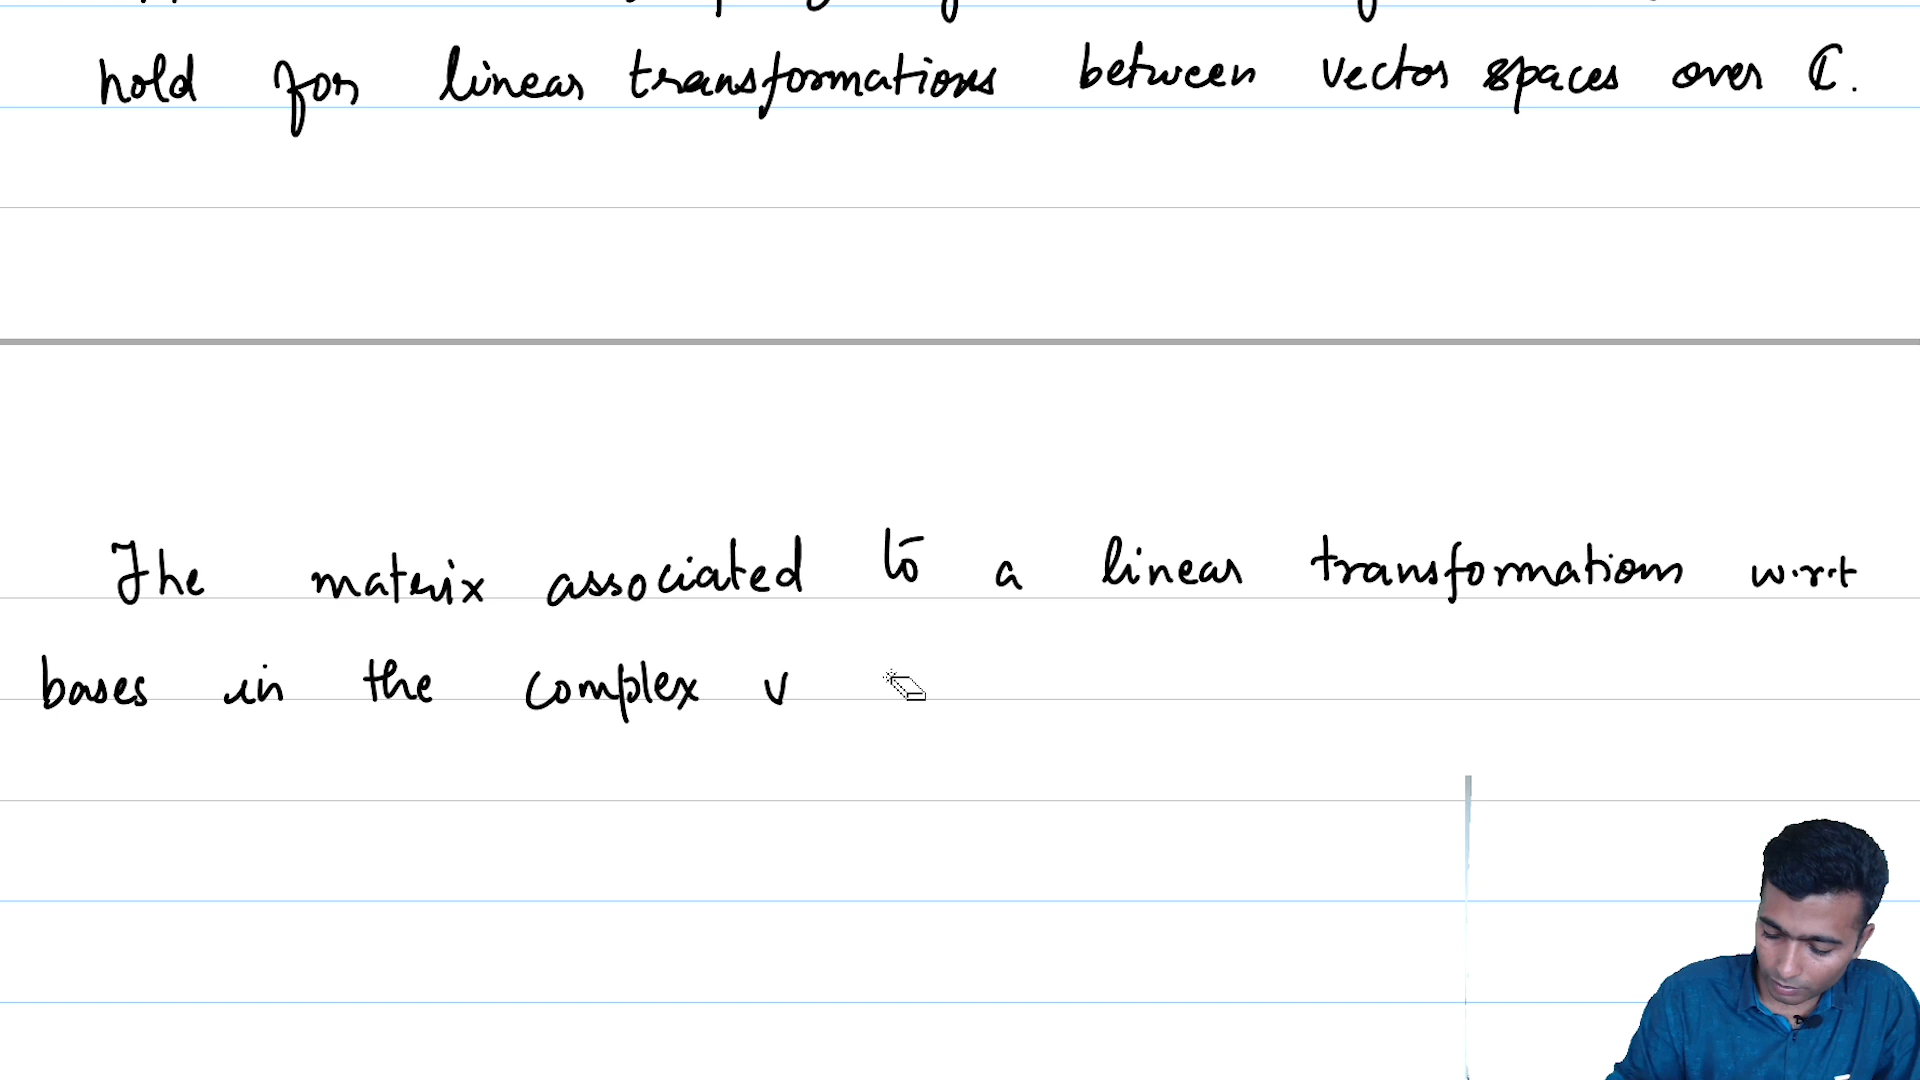 hold for linear transformations between vector spaces over ℂ.
The matrix associated to a linear transformation w.r.t
bases in the complex v